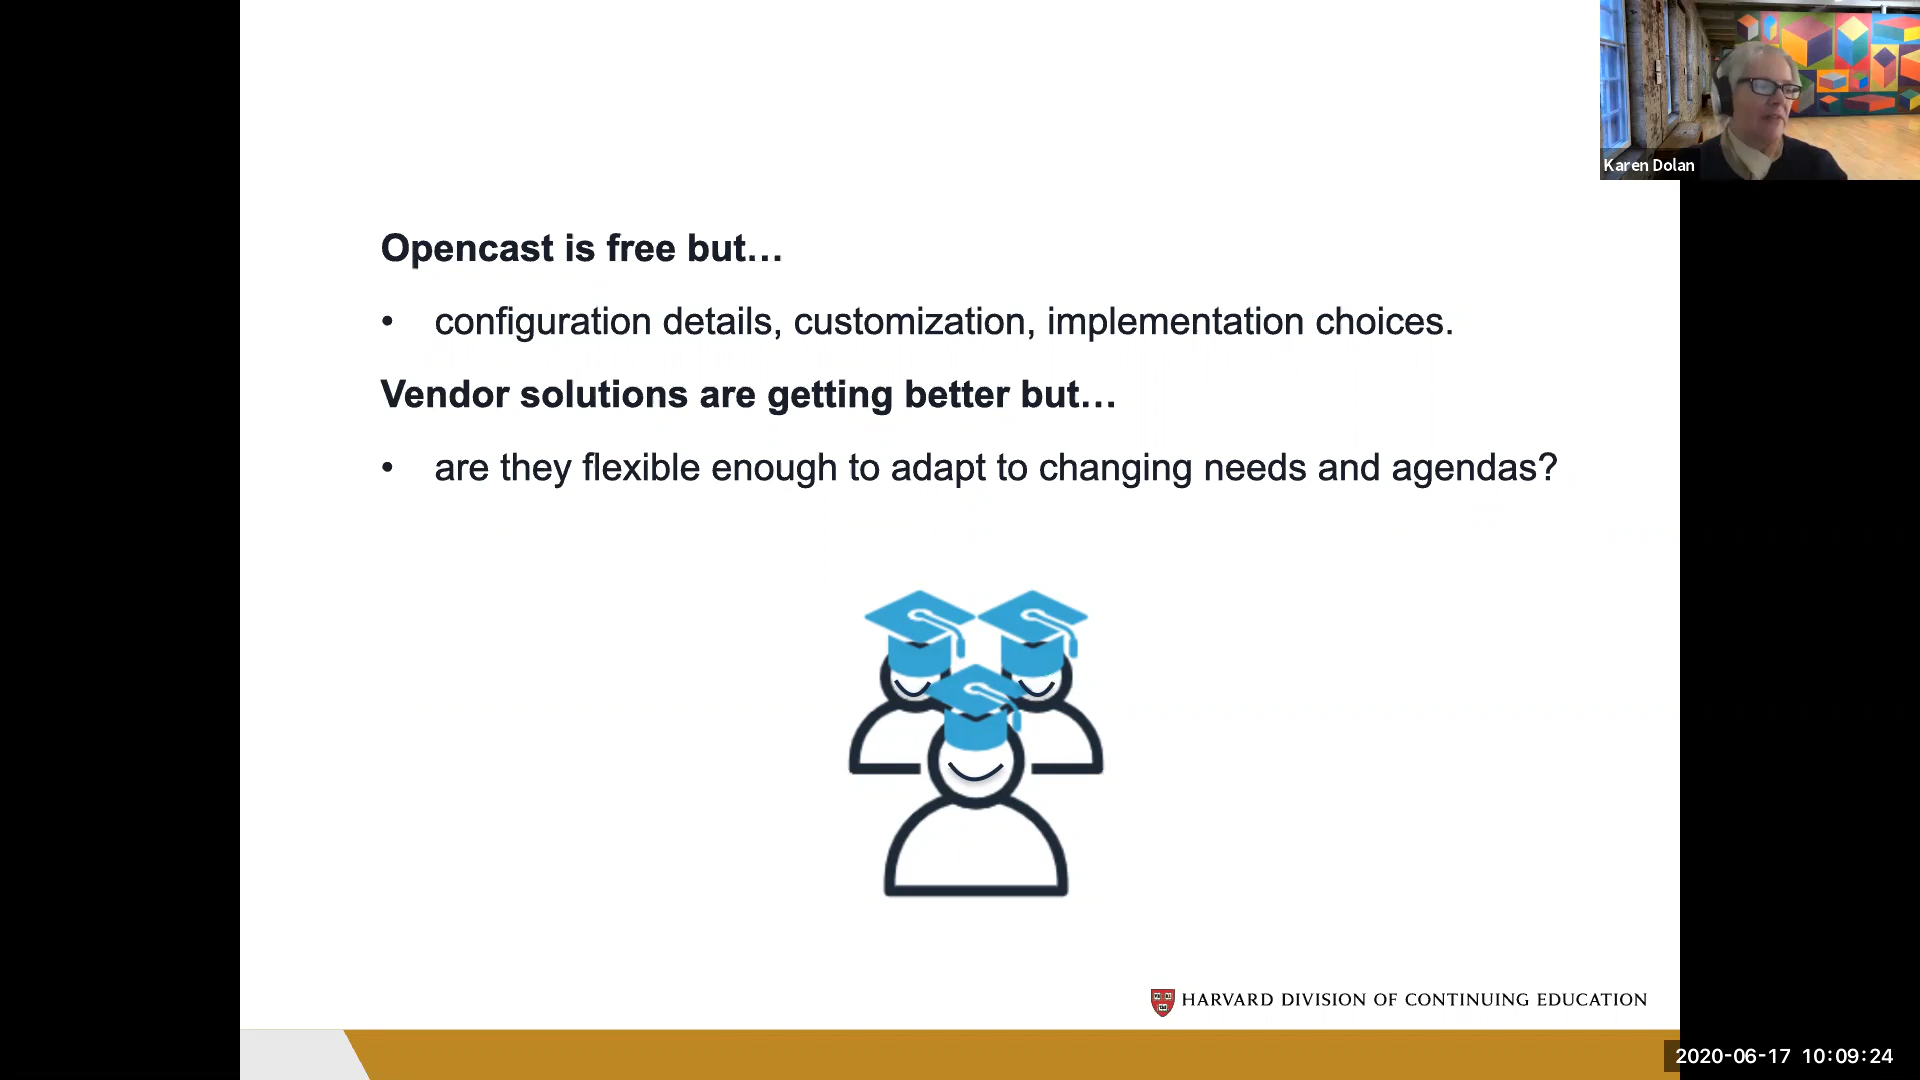 Karen Dolan
Opencast is free but…
• configuration details, customization, implementation choices.
Vendor solutions are getting better but…
• are they flexible enough to adapt to changing needs and agendas?
HARVARD DIVISION OF CONTINUING EDUCATION
2020-06-17 10:09:24